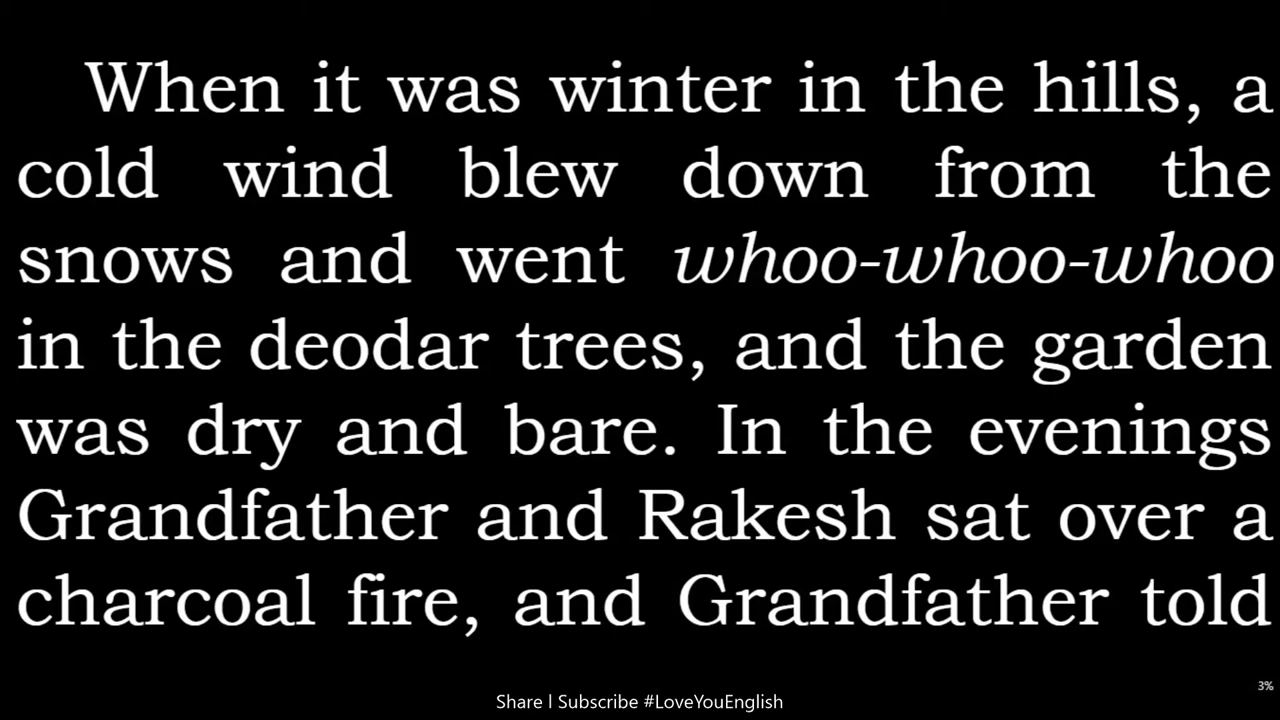 When it was winter in the hills, a
cold wind blew down from the
snows and went whoo-whoo-whoo
in the deodar trees, and the garden
was dry and bare. In the evenings
Grandfather and Rakesh sat over a
charcoal fire, and Grandfather told
3%
Share | Subscribe #LoveYouEnglish